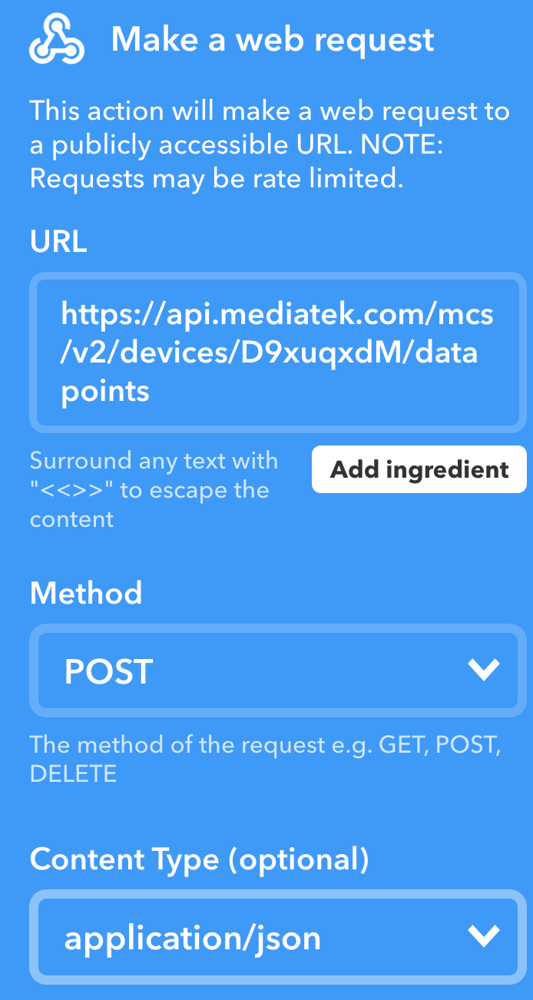 Make a web request
This action will make a web request to
a publicly accessible URL. NOTE:
Requests may be rate limited.
URL
https://api.mediatek.com/mcs
/v2/devices/D9xuqxdM/data
points
Surround any text with
"<<>>" to escape the
content
Add ingredient
Method
POST
The method of the request e.g. GET, POST,
DELETE
Content Type (optional)
application/json